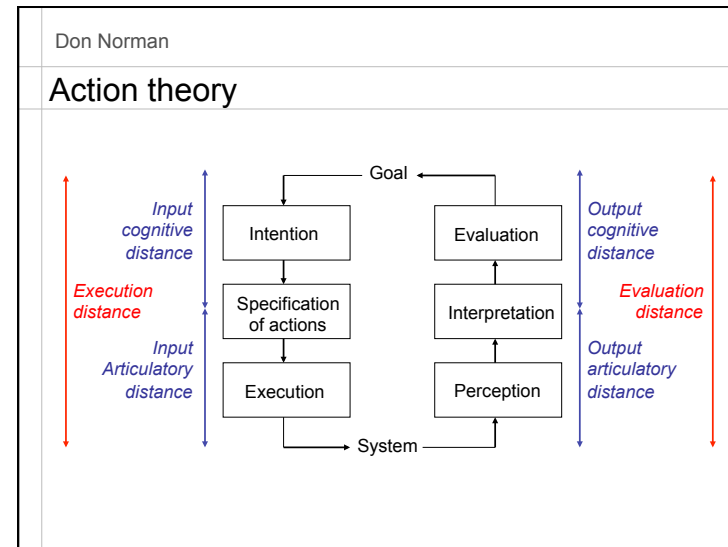 Don Norman
Action theory
Goal
Input
cognitive
distance
Intention
Evaluation
Output
cognitive
distance
Execution
distance
Specification
of actions
Interpretation
Evaluation
distance
Input
Articulatory
distance
Execution
Perception
Output
articulatory
distance
System